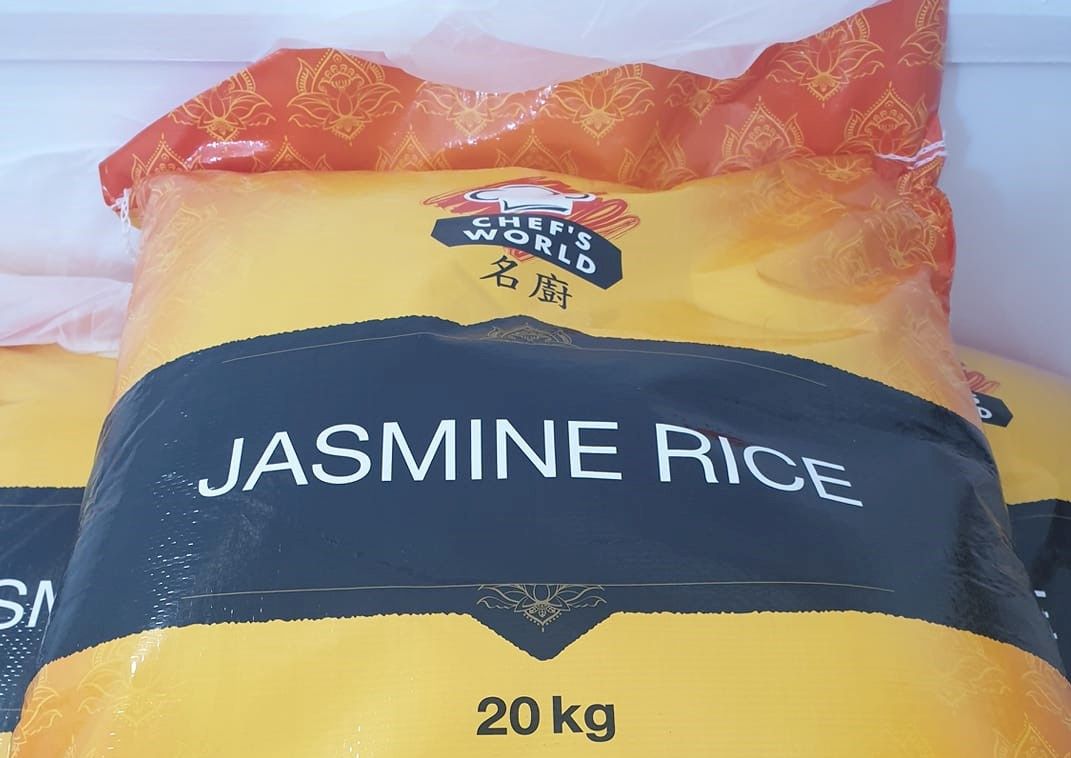 CHEF'S
WORLD
名廚
JASMINE RICE
20 kg